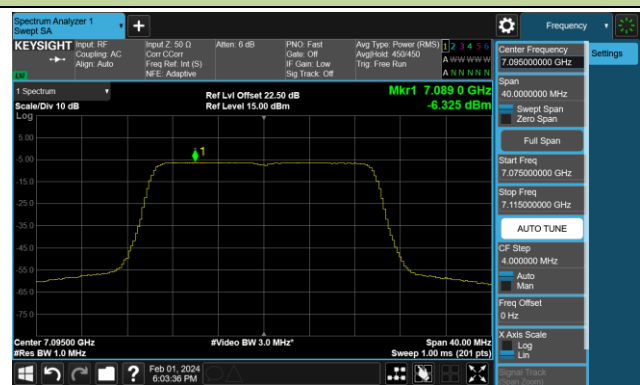 Spectrum Analyzer 1
Swept SA
Frequency
KEYSIGHT
Input: RF
Coupling: AC
Align: Auto
Input Z: 50 Ω
Corr CCorr
Freq Ref: Int (S)
NFE: Adaptive
Atten: 6 dB
PNO: Fast
Gate: Off
IF Gain: Low
Sig Track: Off
Avg Type: Power (RMS)
Avg|Hold: 450/450
Trig: Free Run
1 2 3 4 5 6
A W W W W W
A N N N N N
LV
1 Spectrum
Scale/Div 10 dB
Log
Ref Lvl Offset 22.50 dB
Ref Level 15.00 dBm
Mkr1 7.089 0 GHz
-6.325 dBm
1
5.00
-5.00
-15.0
-25.0
-35.0
-45.0
-55.0
-65.0
-75.0
Center 7.09500 GHz
#Res BW 1.0 MHz
#Video BW 3.0 MHz*
Span 40.00 MHz
Sweep 1.00 ms (201 pts)
Feb 01, 2024
6:03:36 PM
Center Frequency
7.095000000 GHz
Span
40.0000000 MHz
Swept Span
Zero Span
Full Span
Start Freq
7.075000000 GHz
Stop Freq
7.115000000 GHz
AUTO TUNE
CF Step
4.000000 MHz
Auto
Man
Freq Offset
0 Hz
X Axis Scale
Log
Lin
Signal Track
(Span Zoom)
Settings